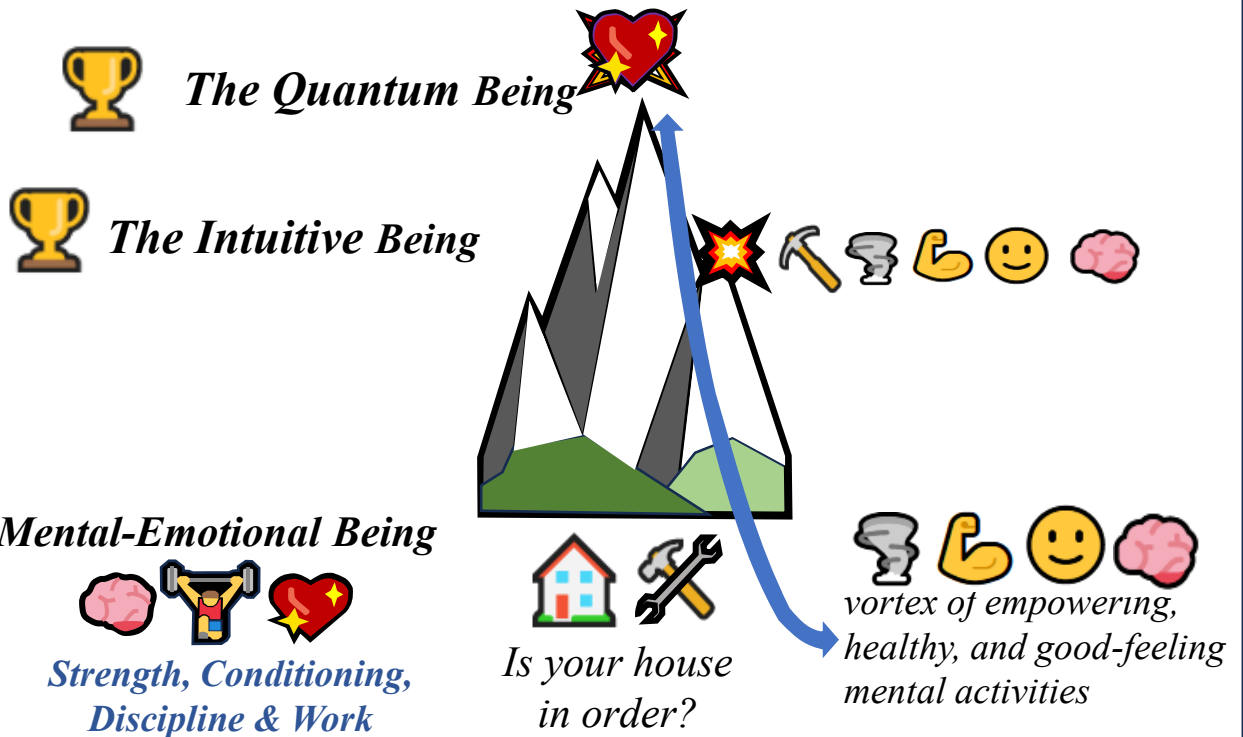 The Quantum Being
The Intuitive Being
Mental-Emotional Being
Strength, Conditioning,
Discipline & Work
Is your house
in order?
vortex of empowering,
healthy, and good-feeling
mental activities